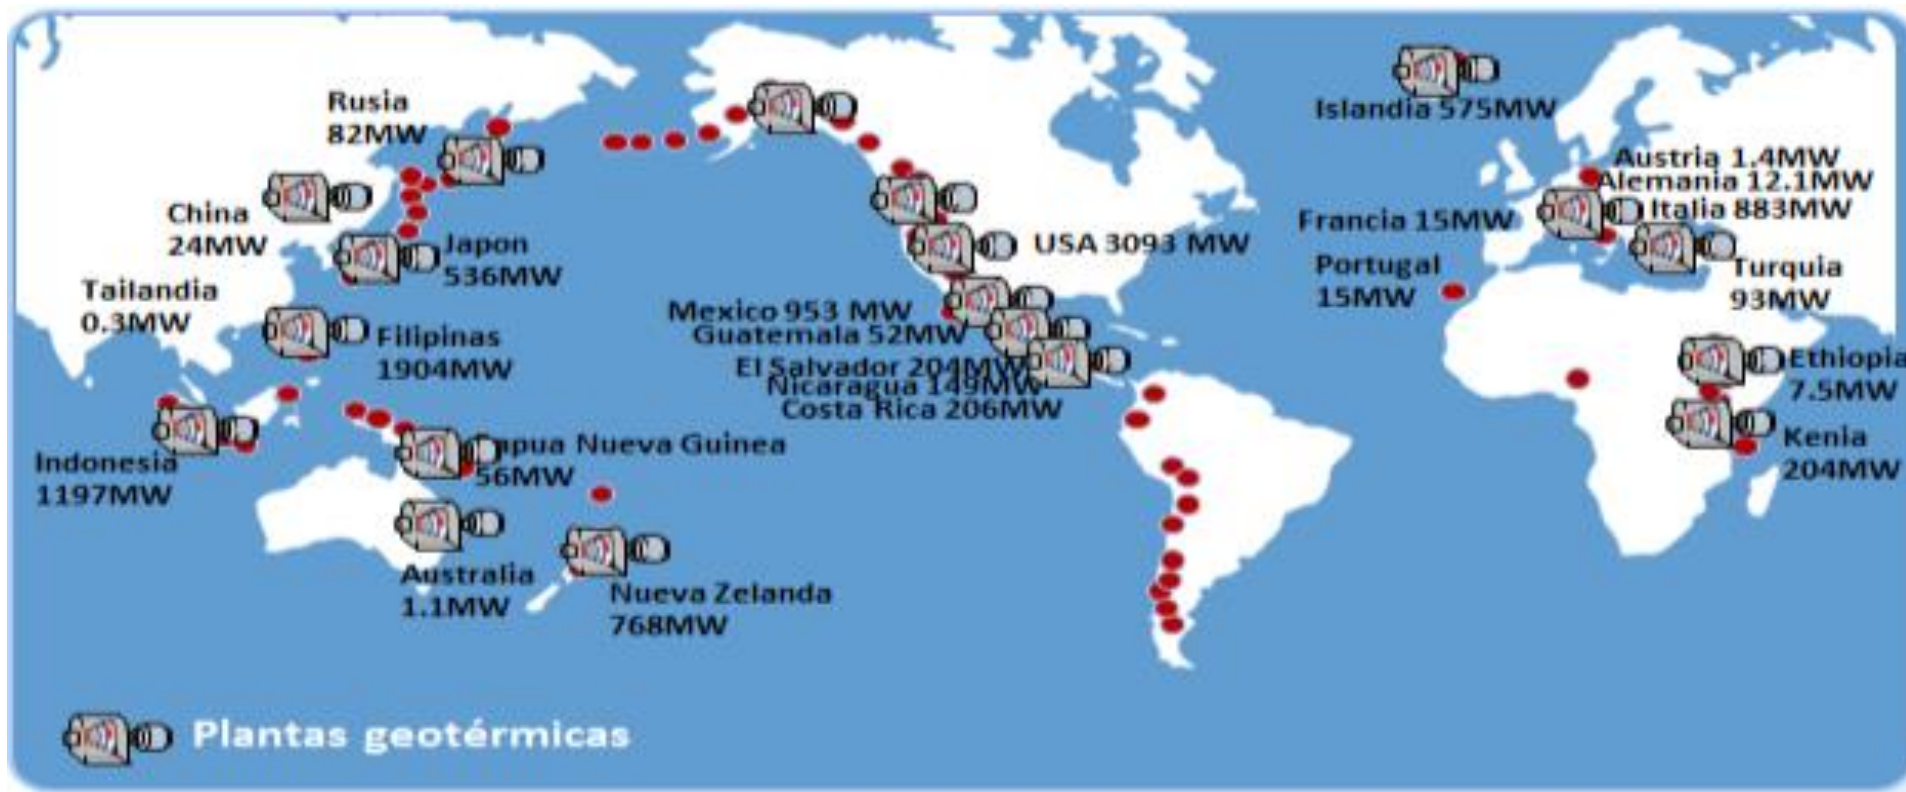 Rusia
82MW
China
24MW
Japon
536MW
Tailandia
0.3MW
Filipinas
1904MW
Indonesia
1197MW
Nueva Guinea
56MW
Australia
1.1MW
Nueva Zelanda
768MW
USA 3093 MW
Mexico 953 MW
Guatemala 52MW
El Salvador 204MW
Nicaragua 149MW
Costa Rica 206MW
Islandia 575MW
Austria 1.4MW
Alemania 12.1MW
Italia 883MW
Francia 15MW
Portugal
15MW
Turquia
93MW
Ethiopia
7.5MW
Kenia
204MW
Plantas geotérmicas